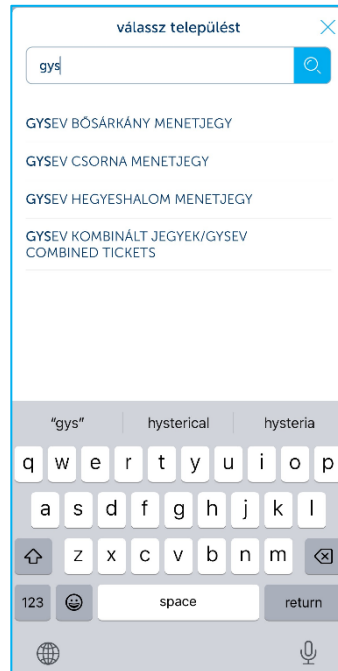 válassz települést
gys
GYSEV BŐSÁRKÁNY MENETJEGY
GYSEV CSORNA MENETJEGY
GYSEV HEGYESHALOM MENETJEGY
GYSEV KOMBINÁLT JEGYEK/GYSEV
COMBINED TICKETS
"gys" hysterical hysteria
q w e r t y u i o p
a s d f g h j k l
z x c v b n m
123 space return